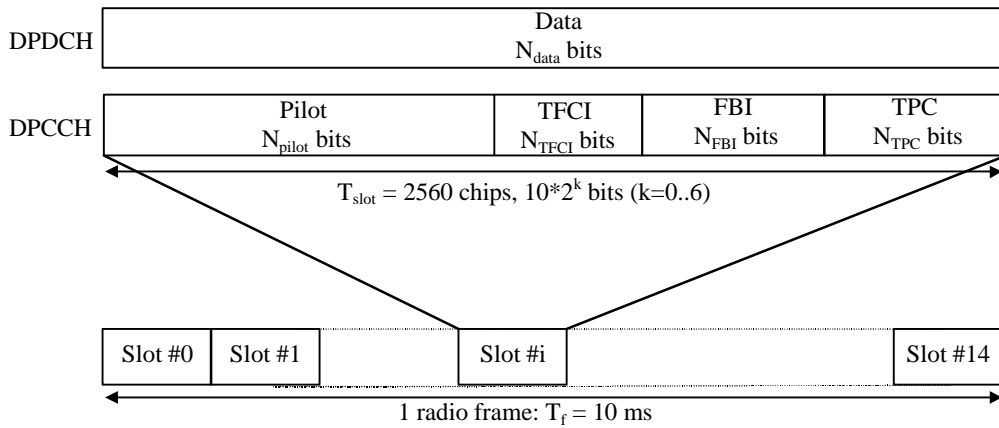 DPDCH
Data
N_data bits
DPCCH
Pilot
N_pilot bits
TFCI
N_TFCI bits
FBI
N_FBI bits
TPC
N_TPC bits
T_slot = 2560 chips, 10*2^k bits (k=0..6)
Slot #0
Slot #1
Slot #i
Slot #14
1 radio frame: T_f = 10 ms